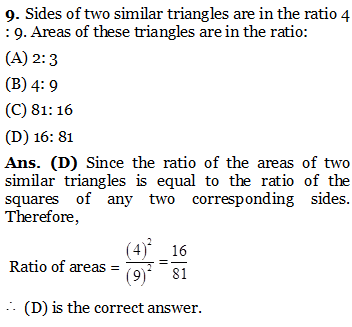 9. Sides of two similar triangles are in the ratio 4
: 9. Areas of these triangles are in the ratio:
(A) 2: 3
(B) 4: 9
(C) 81: 16
(D) 16: 81
Ans. (D) Since the ratio of the areas of two
similar triangles is equal to the ratio of the
squares of any two corresponding sides.
Therefore,
Ratio of areas = (4)²/(9)² = 16/81
∴ (D) is the correct answer.